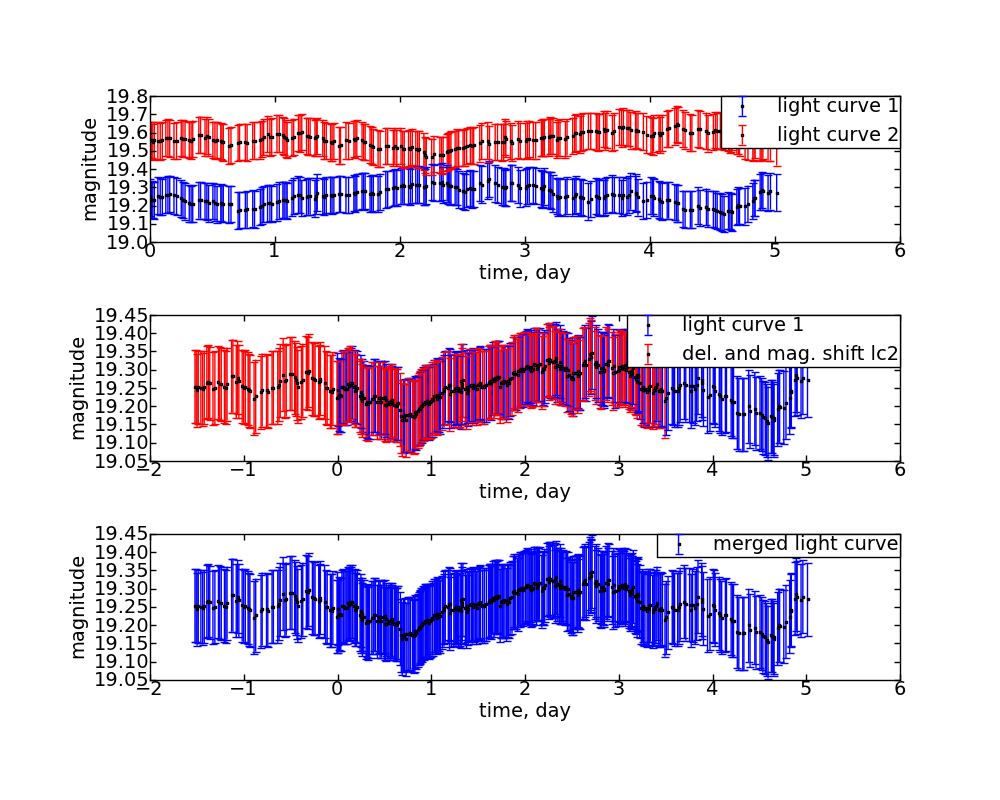 19.8
19.7
19.6
19.5
19.4
19.3
19.2
19.1
19.0
magnitude
light curve 1
light curve 2
0 1 2 3 4 5 6
time, day
19.45
19.40
19.35
19.30
19.25
19.20
19.15
19.10
19.05
magnitude
light curve 1
del. and mag. shift lc2
−2 −1 0 1 2 3 4 5 6
time, day
19.45
19.40
19.35
19.30
19.25
19.20
19.15
19.10
19.05
magnitude
merged light curve
−2 −1 0 1 2 3 4 5 6
time, day